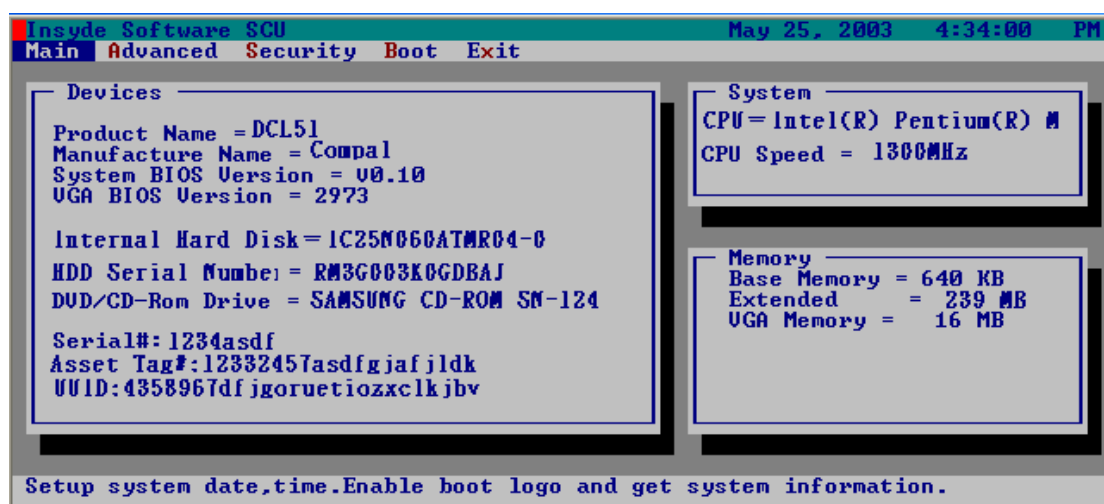 Insyde Software SCU May 25, 2003 4:34:00 PM
Main Advanced Security Boot Exit
Devices
Product Name = DCL51
Manufacture Name = Compal
System BIOS Version = V0.10
VGA BIOS Version = 2973
Internal Hard Disk = IC25N060ATMR04-0
HDD Serial Number = RM3G003K0GDBAJ
DVD/CD-Rom Drive = SAMSUNG CD-ROM SN-124
Serial#: 1234asdf
Asset Tag#:12332457asdfgjafjldk
UUID:4358967dfjgoruetiozxclkjbv
System
CPU = Intel(R) Pentium(R) M
CPU Speed = 1300MHz
Memory
Base Memory = 640 KB
Extended = 239 MB
VGA Memory = 16 MB
Setup system date,time.Enable boot logo and get system information.